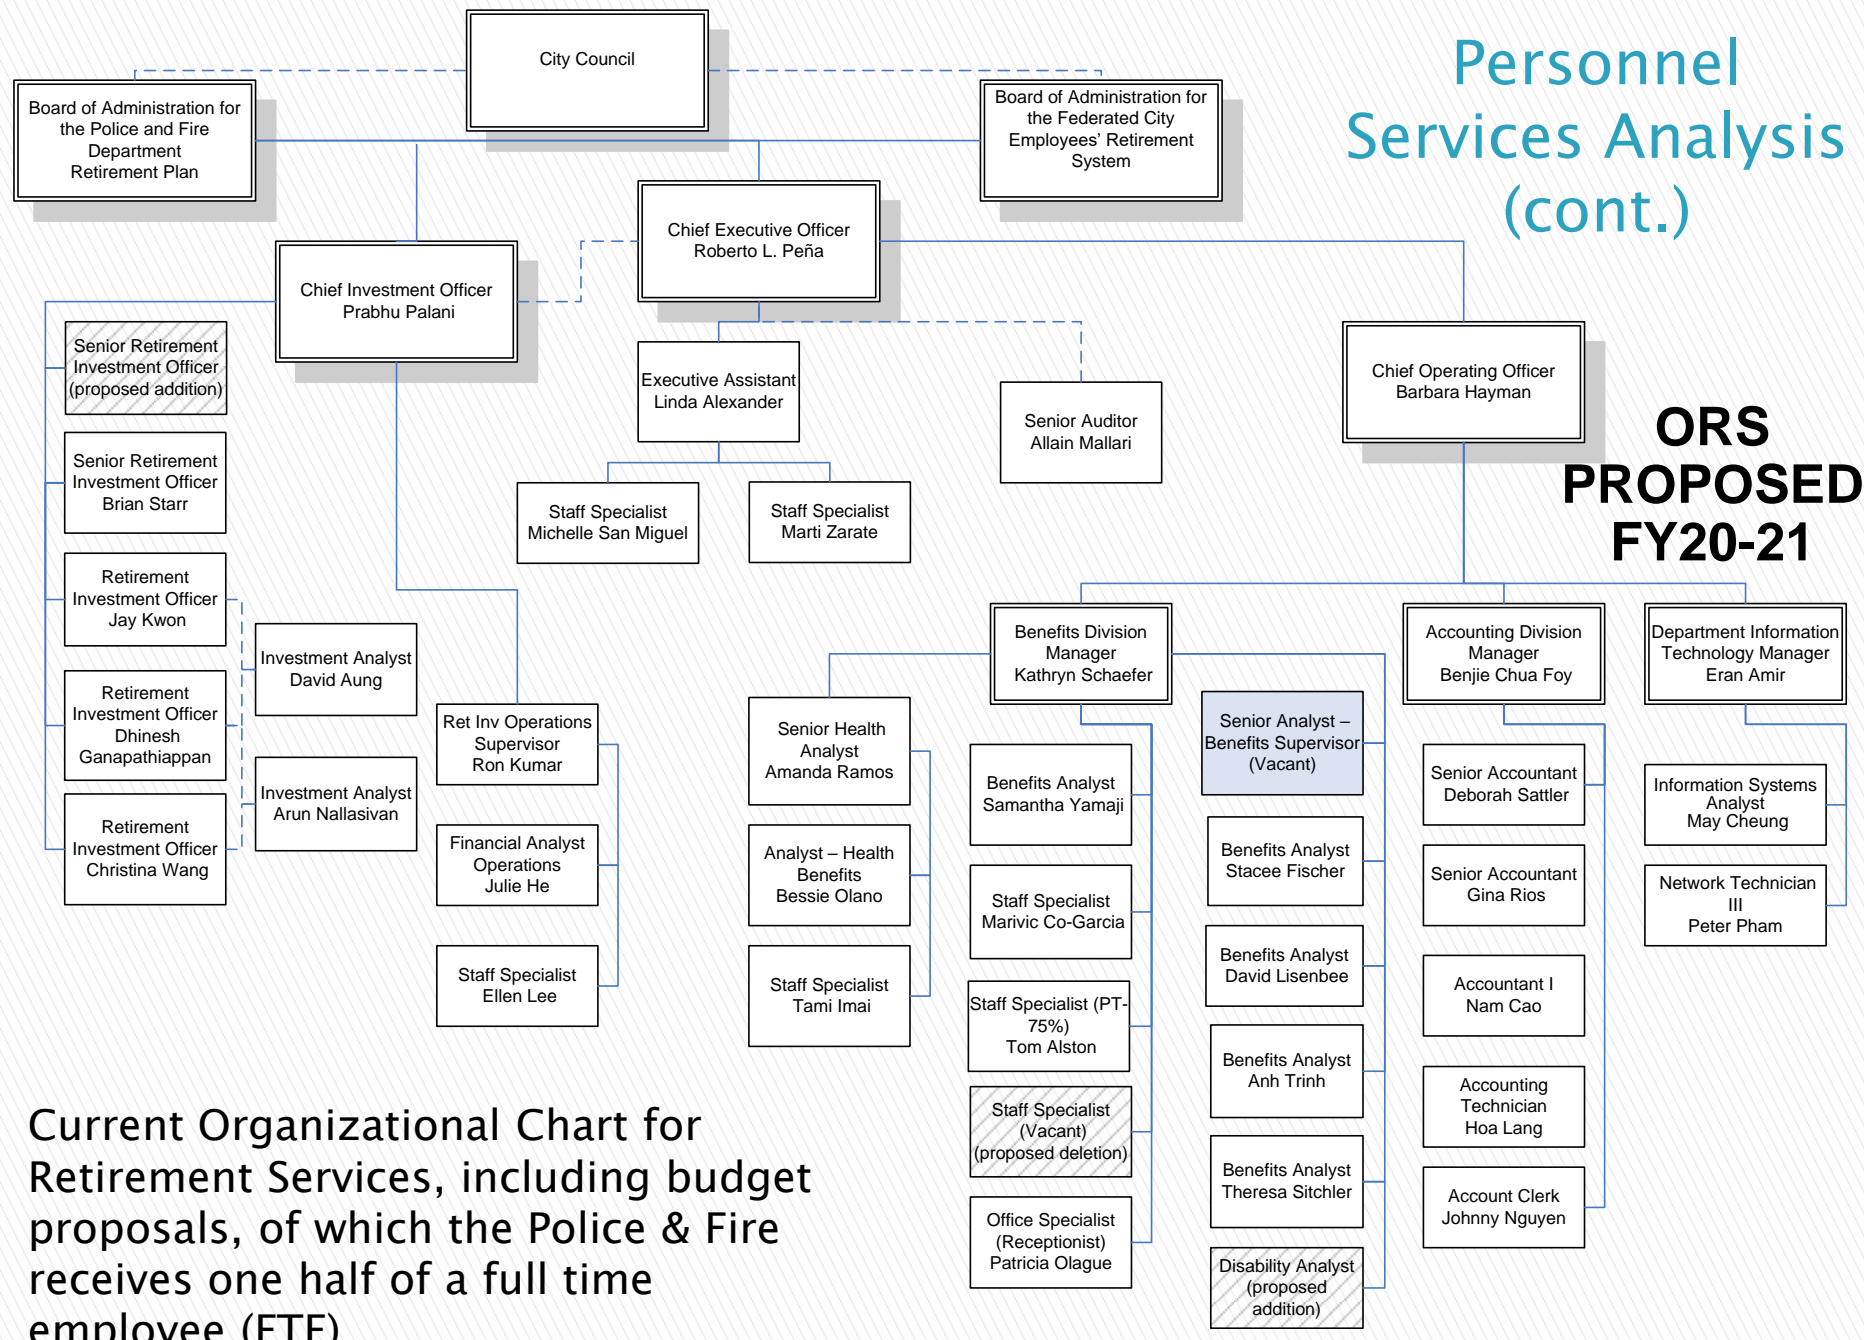 Personnel
Services Analysis
(cont.)
City Council
Board of Administration for
the Police and Fire
Department
Retirement Plan
Board of Administration for
the Federated City
Employees' Retirement
System
Chief Executive Officer
Roberto L. Peña
Chief Investment Officer
Prabhu Palani
Chief Operating Officer
Barbara Hayman
ORS
PROPOSED
FY20-21
Senior Retirement
Investment Officer
(proposed addition)
Senior Retirement
Investment Officer
Brian Starr
Retirement
Investment Officer
Jay Kwon
Retirement
Investment Officer
Dhinesh
Ganapathiappan
Retirement
Investment Officer
Christina Wang
Investment Analyst
David Aung
Investment Analyst
Arun Nallasivan
Ret Inv Operations
Supervisor
Ron Kumar
Financial Analyst
Operations
Julie He
Staff Specialist
Ellen Lee
Executive Assistant
Linda Alexander
Staff Specialist
Michelle San Miguel
Staff Specialist
Marti Zarate
Senior Auditor
Allain Mallari
Benefits Division
Manager
Kathryn Schaefer
Senior Health
Analyst
Amanda Ramos
Analyst – Health
Benefits
Bessie Olano
Staff Specialist
Tami Imai
Benefits Analyst
Samantha Yamaji
Staff Specialist
Marivic Co-Garcia
Staff Specialist (PT-
75%)
Tom Alston
Staff Specialist
(Vacant)
(proposed deletion)
Office Specialist
(Receptionist)
Patricia Olague
Senior Analyst –
Benefits Supervisor
(Vacant)
Benefits Analyst
Stacee Fischer
Benefits Analyst
David Lisenbee
Benefits Analyst
Anh Trinh
Benefits Analyst
Theresa Sitchler
Disability Analyst
(proposed
addition)
Accounting Division
Manager
Benjie Chua Foy
Senior Accountant
Deborah Sattler
Senior Accountant
Gina Rios
Accountant I
Nam Cao
Accounting
Technician
Hoa Lang
Account Clerk
Johnny Nguyen
Department Information
Technology Manager
Eran Amir
Information Systems
Analyst
May Cheung
Network Technician
III
Peter Pham
Current Organizational Chart for
Retirement Services, including budget
proposals, of which the Police & Fire
receives one half of a full time
employee (FTE)